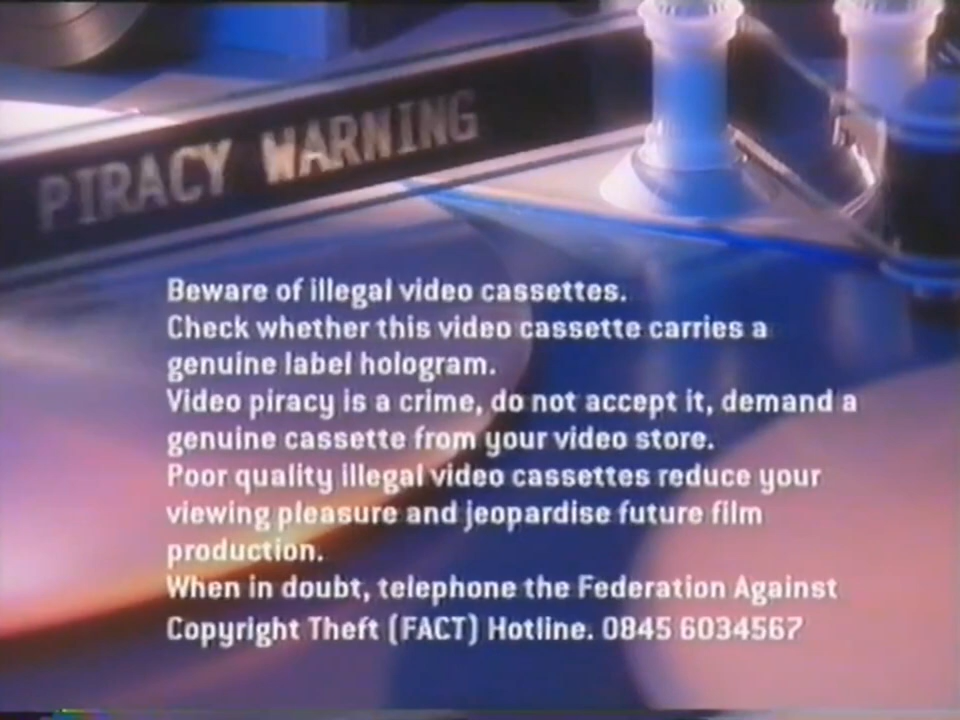 PIRACY WARNING
Beware of illegal video cassettes.
Check whether this video cassette carries a
genuine label hologram.
Video piracy is a crime, do not accept it, demand a
genuine cassette from your video store.
Poor quality illegal video cassettes reduce your
viewing pleasure and jeopardise future film
production.
When in doubt, telephone the Federation Against
Copyright Theft (FACT) Hotline. 0845 6034567